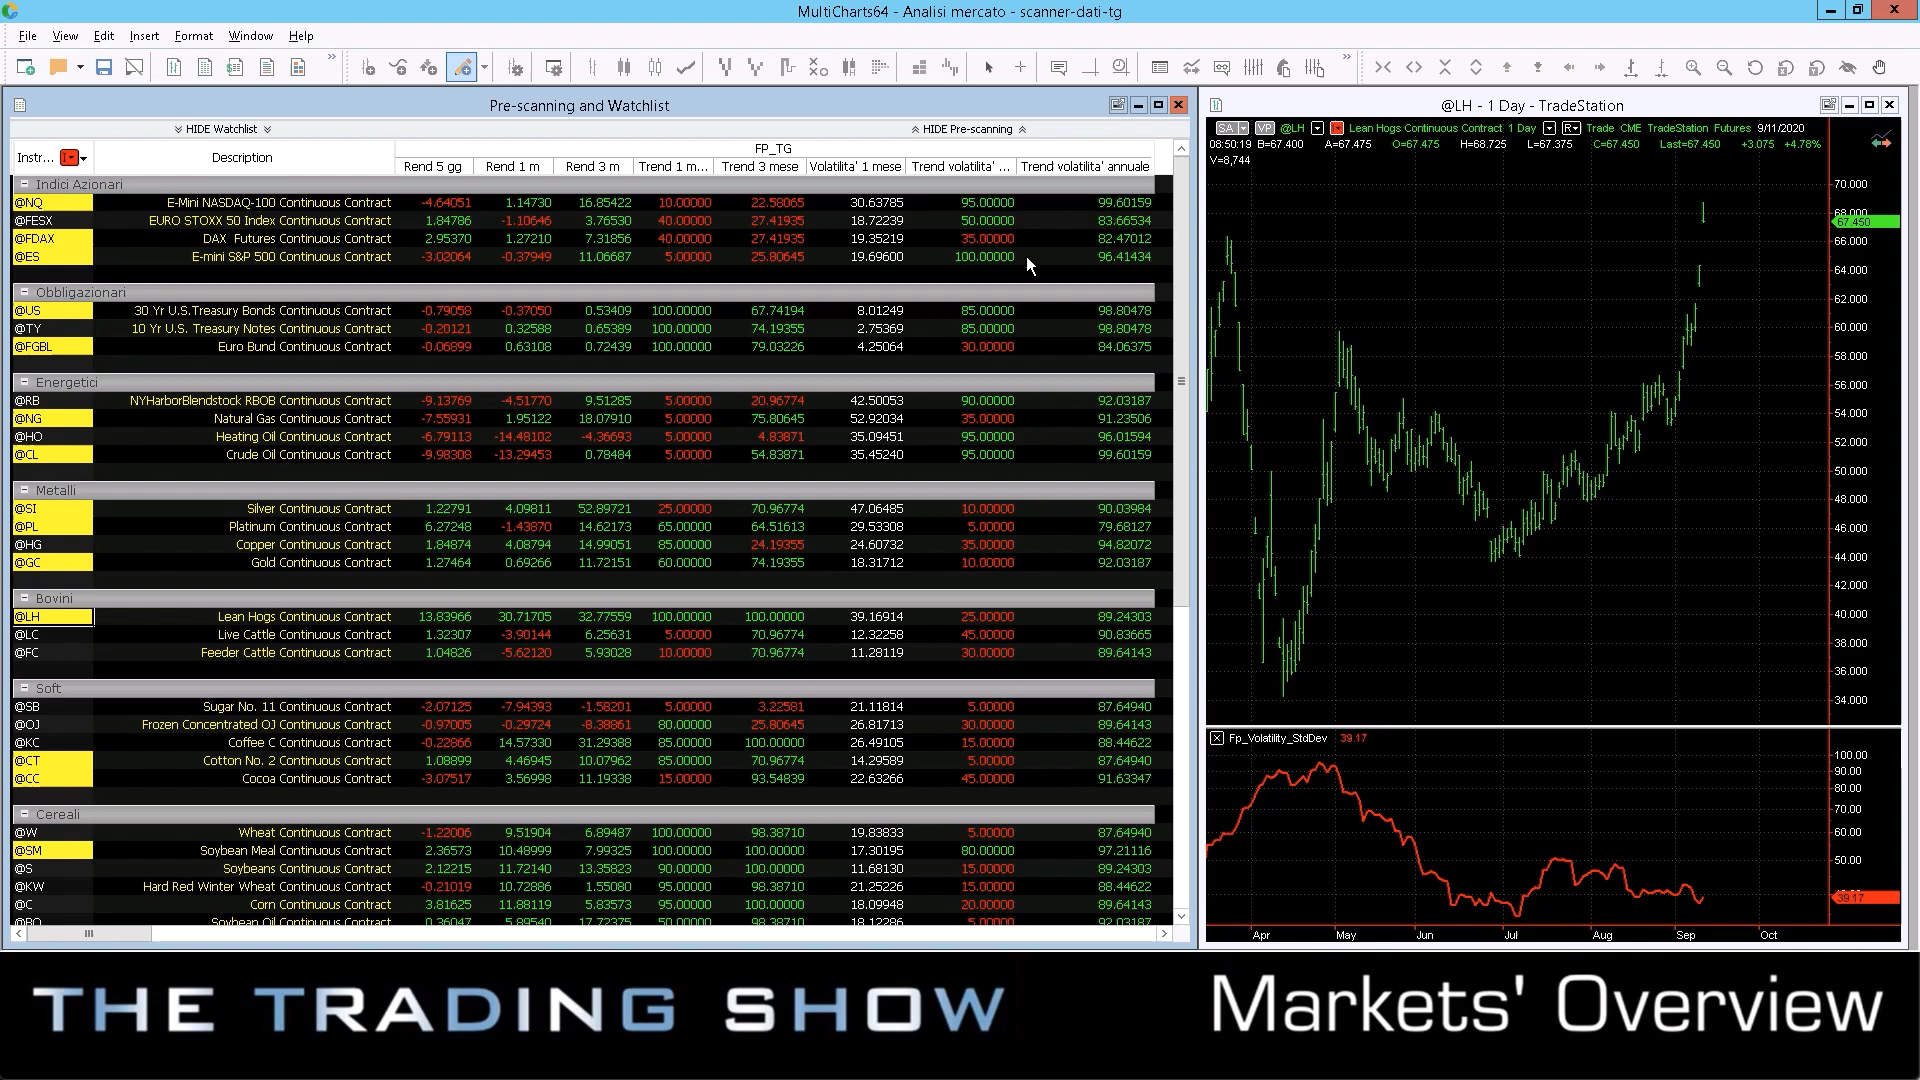 MultiCharts64 - Analisi mercato - scanner-dati-tg
File View Edit Insert Format Window Help
Pre-scanning and Watchlist
HIDE Watchlist HIDE Pre-scanning
FP_TG
Instr... Description Rend 5 gg Rend 1 m Rend 3 m Trend 1 m... Trend 3 mese Volatilita' 1 mese Trend volatilita' ... Trend volatilita' annuale
Indici Azionari
@NQ E-Mini NASDAQ-100 Continuous Contract -4.64051 1.14730 16.85422 10.00000 22.58065 30.63785 95.00000 99.60159
@FESX EURO STOXX 50 Index Continuous Contract 1.84786 -1.10646 3.76530 40.00000 27.41935 18.72239 50.00000 83.66534
@FDAX DAX Futures Continuous Contract 2.95370 1.27210 7.31856 40.00000 27.41935 19.35219 35.00000 82.47012
@ES E-mini S&P 500 Continuous Contract -3.02064 -0.37949 11.06687 5.00000 25.80645 19.69600 100.00000 96.41434
Obbligazionari
@US 30 Yr U.S.Treasury Bonds Continuous Contract -0.79058 -0.37050 0.53409 100.00000 67.74194 8.01249 85.00000 98.80478
@TY 10 Yr U.S. Treasury Notes Continuous Contract -0.20121 0.32588 0.65389 100.00000 74.19355 2.75369 85.00000 98.80478
@FGBL Euro Bund Continuous Contract -0.06899 0.63108 0.72439 100.00000 79.03226 4.25064 30.00000 84.06375
Energetici
@RB NYHarborBlendstock RBOB Continuous Contract -9.13769 -4.51770 9.51285 5.00000 20.96774 42.50053 90.00000 92.03187
@NG Natural Gas Continuous Contract -7.55931 1.95122 18.07910 5.00000 75.80645 52.92034 35.00000 91.23506
@HO Heating Oil Continuous Contract -6.79113 -14.48102 -4.36693 5.00000 4.83871 35.09451 95.00000 96.01594
@CL Crude Oil Continuous Contract -9.98308 -13.29453 0.78484 5.00000 54.83871 35.45240 95.00000 99.60159
Metalli
@SI Silver Continuous Contract 1.22791 4.09811 52.89721 25.00000 70.96774 47.06485 10.00000 90.03984
@PL Platinum Continuous Contract 6.27248 -1.43870 14.62173 65.00000 64.51613 29.53308 5.00000 79.68127
@HG Copper Continuous Contract 1.84874 4.08794 14.99051 85.00000 24.19355 24.60732 35.00000 94.82072
@GC Gold Continuous Contract 1.27464 0.69266 11.72151 60.00000 74.19355 18.31712 10.00000 92.03187
Bovini
@LH Lean Hogs Continuous Contract 13.83966 30.71705 32.77559 100.00000 100.00000 39.16914 25.00000 89.24303
@LC Live Cattle Continuous Contract 1.32307 -3.90144 6.25631 5.00000 70.96774 12.32258 45.00000 90.83665
@FC Feeder Cattle Continuous Contract 1.04826 -5.62120 5.93028 10.00000 70.96774 11.28119 30.00000 89.64143
Soft
@SB Sugar No. 11 Continuous Contract -2.07125 -7.94393 -1.58201 5.00000 3.22581 21.11814 5.00000 87.64940
@OJ Frozen Concentrated OJ Continuous Contract -0.97005 -0.29724 -8.38861 80.00000 25.80645 26.81713 30.00000 89.64143
@KC Coffee C Continuous Contract -0.22866 14.57330 31.29388 85.00000 100.00000 26.49105 15.00000 88.44622
@CT Cotton No. 2 Continuous Contract 1.08899 4.46945 10.07962 85.00000 70.96774 14.29589 5.00000 87.64940
@CC Cocoa Continuous Contract -3.07517 3.56998 11.19338 15.00000 93.54839 22.63266 45.00000 91.63347
Cereali
@W Wheat Continuous Contract -1.22006 9.51904 6.89487 100.00000 98.38710 19.83833 5.00000 87.64940
@SM Soybean Meal Continuous Contract 2.36573 10.48999 7.99325 100.00000 100.00000 17.30195 80.00000 97.21116
@S Soybeans Continuous Contract 2.12215 11.72140 13.35823 90.00000 100.00000 11.68130 15.00000 89.24303
@KW Hard Red Winter Wheat Continuous Contract -0.21019 10.72886 1.55080 95.00000 98.38710 21.25226 15.00000 88.44622
@C Corn Continuous Contract 3.81625 11.88119 5.83573 95.00000 100.00000 18.09948 20.00000 89.64143
@BO Soybean Oil Continuous Contract 0.36047 5.89540 17.72375 50.00000 98.38710 18.12286 5.00000 92.03187
@LH - 1 Day - TradeStation
SA VP @LH Lean Hogs Continuous Contract 1 Day R Trade CME TradeStation Futures 9/11/2020
08:50:19 B=67.400 A=67.475 O=67.475 H=68.725 L=67.375 C=67.450 Last=67.450 +3.075 +4.78%
V=8,744
70.000
68.000
67.450
66.000
64.000
62.000
60.000
58.000
56.000
54.000
52.000
50.000
48.000
46.000
44.000
42.000
40.000
38.000
36.000
34.000
Fp_Volatility_StdDev 39.17
100.00
90.00
80.00
70.00
60.00
50.00
39.17
Apr May Jun Jul Aug Sep Oct
THE TRADING SHOW
Markets' Overview